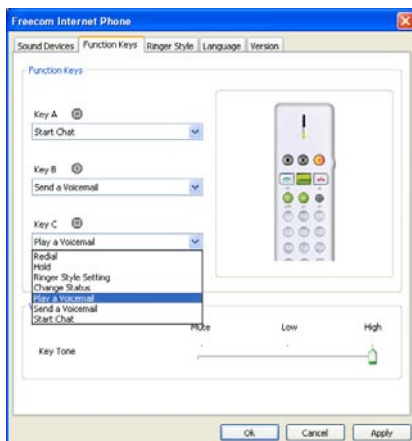 Freecom Internet Phone
Sound Devices Function Keys Ringer Style Language Version
Function Keys
Key A
Start Chat
Key B
Send a Voicemail
Key C
Play a Voicemail
Redial
Hold
Ringer Style Setting
Change Status
Play a Voicemail
Send a Voicemail
Start Chat
Mute Low High
Key Tone
Ok Cancel Apply